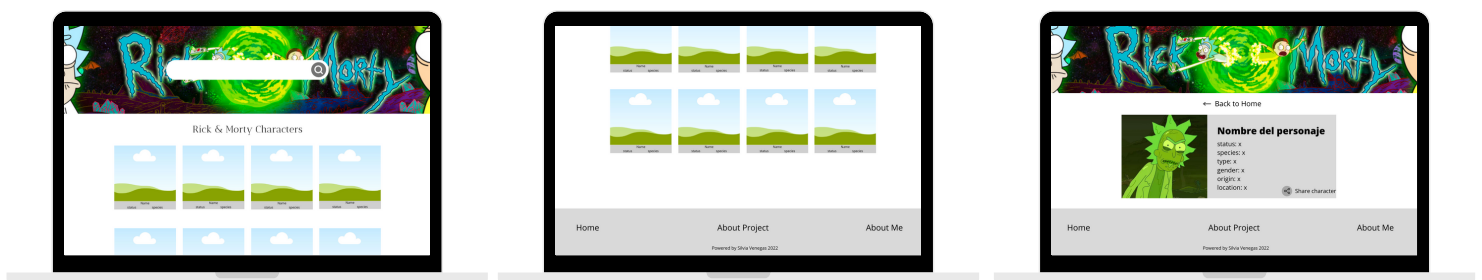 Rick Morty
Rick & Morty Characters
Name Name Name Name
status species status species status species status species
Name Name Name Name
status species status species status species status species
Name Name Name Name
status species status species status species status species
Home About Project About Me
Powered by Silvia Venegas 2022
Rick Morty
← Back to Home
Nombre del personaje
status: x
species: x
type: x
gender: x
origin: x
location: x
Share character
Home About Project About Me
Powered by Silvia Venegas 2022